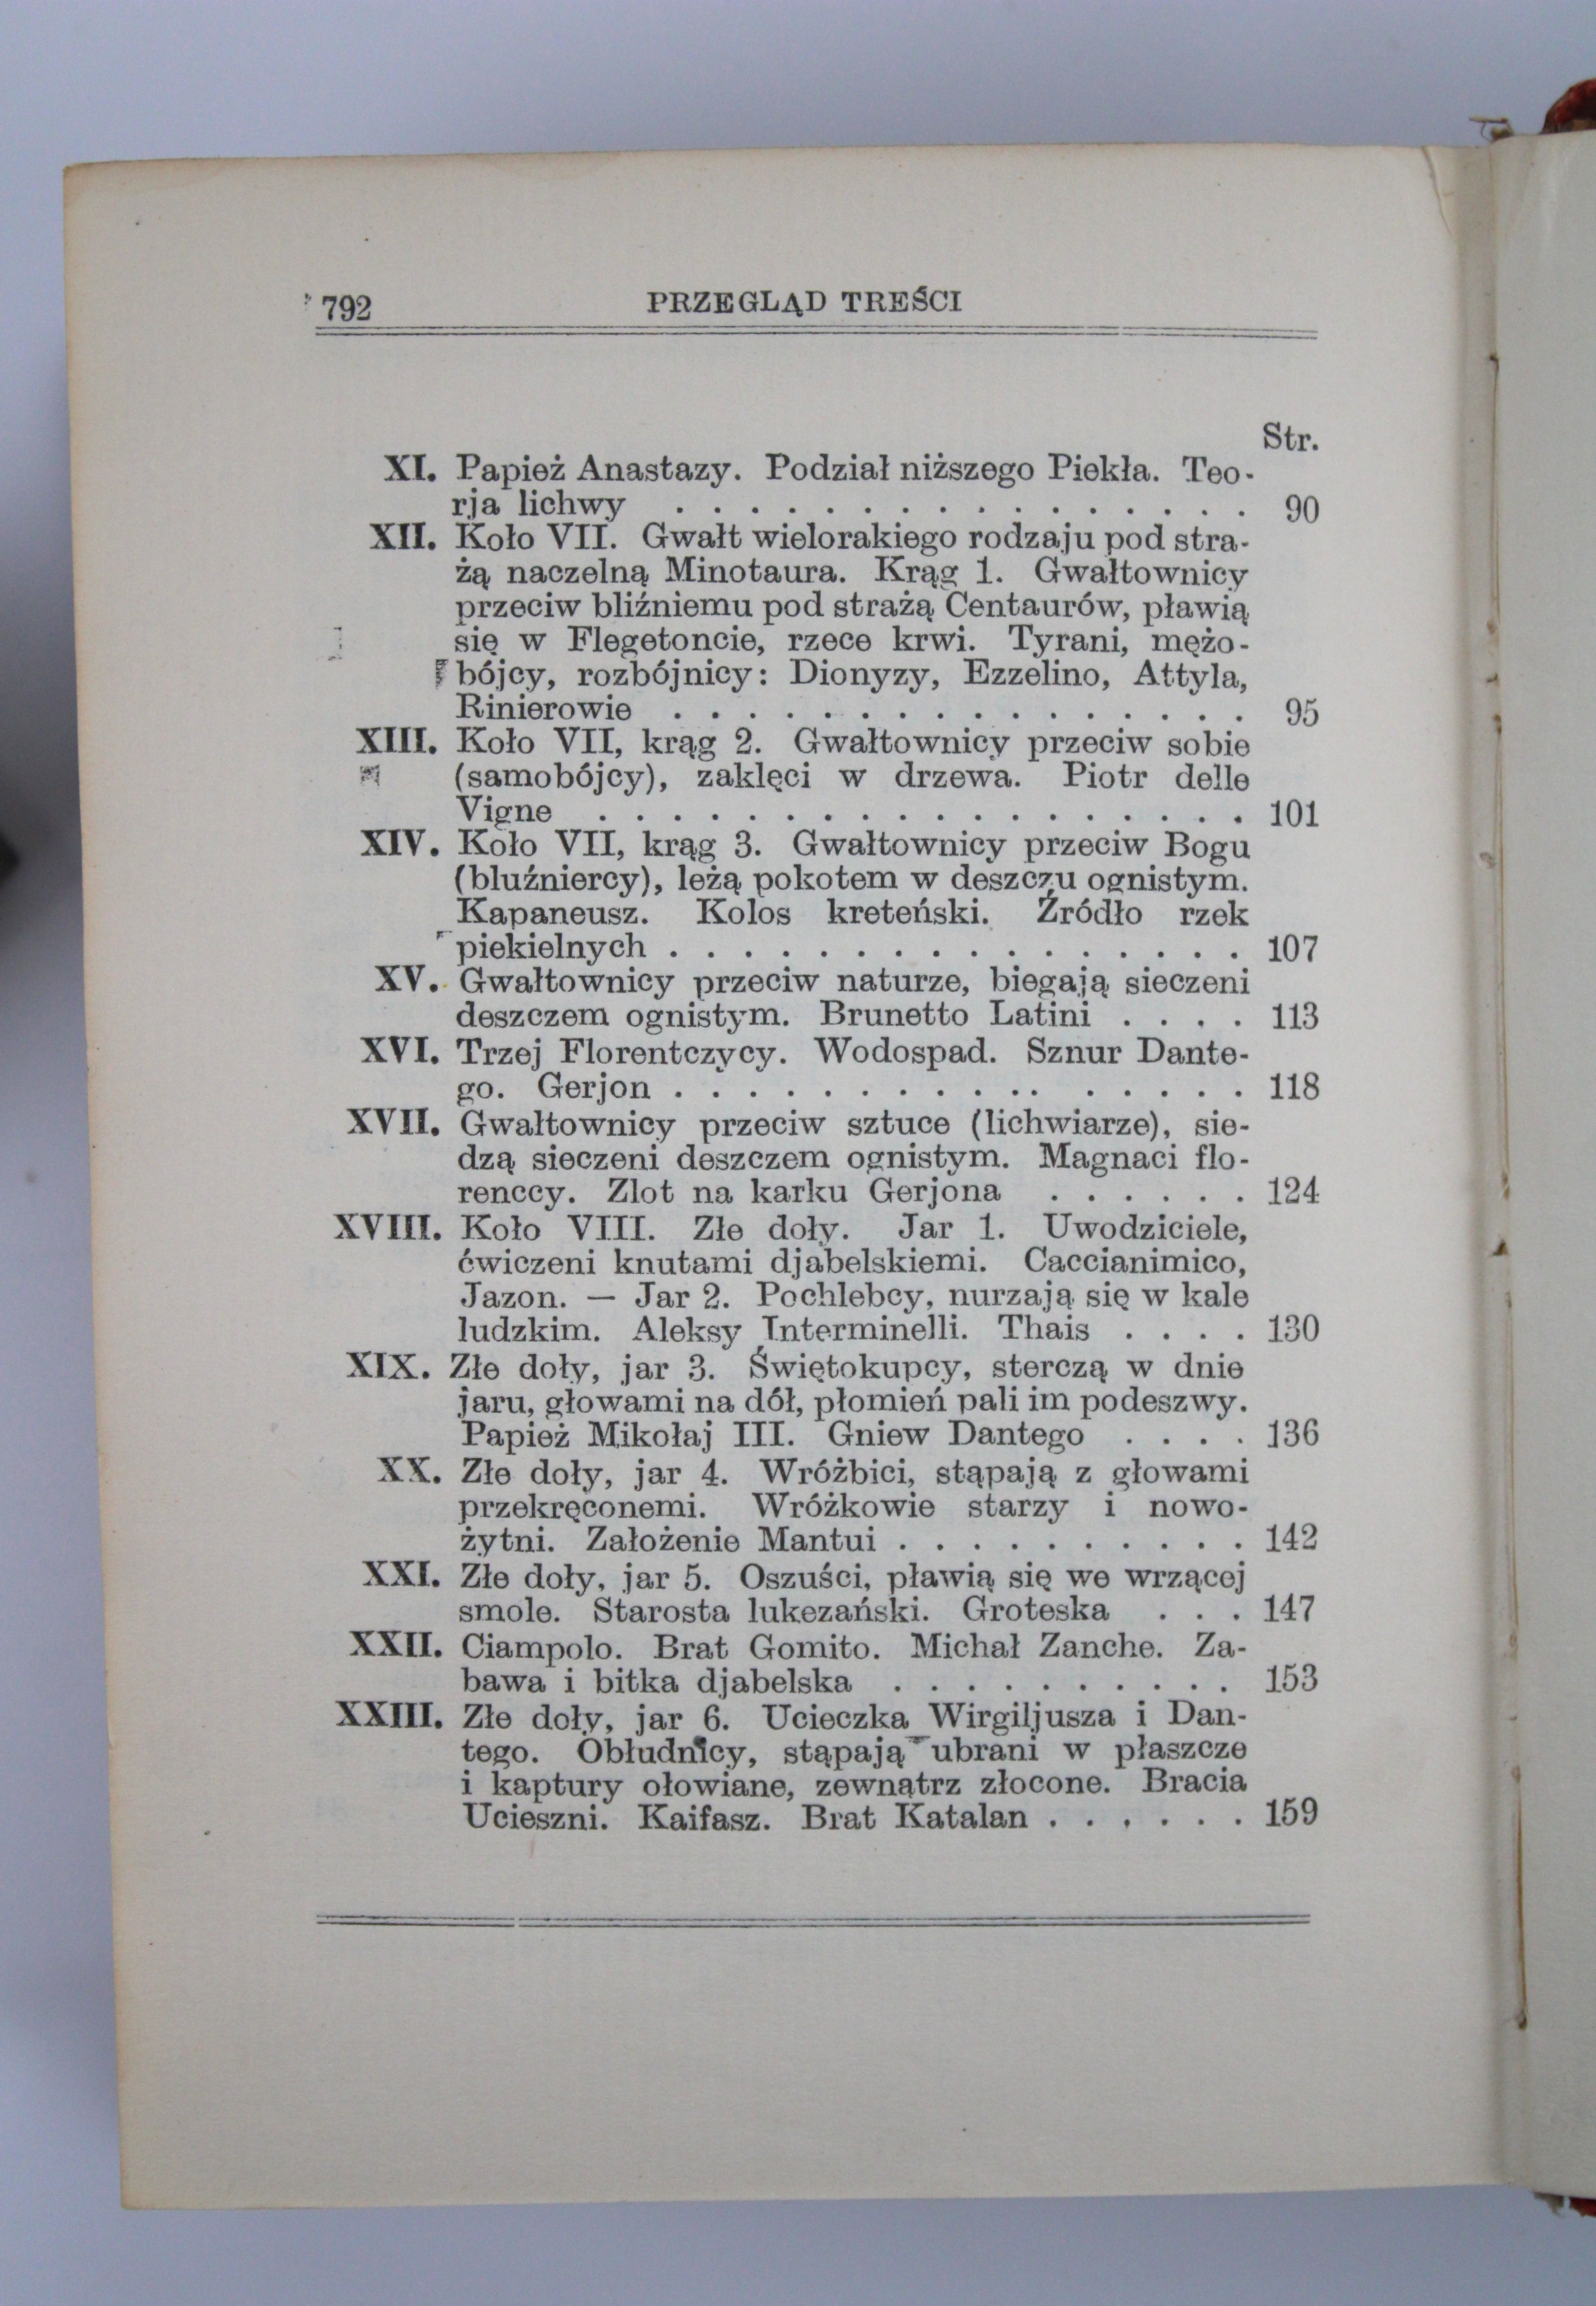 792 PRZEGLĄD TREŚCI
Str.
XI. Papież Anastazy. Podział niższego Piekła. Teo-
rja lichwy . . . . . . . . . . . . . . . . 90
XII. Koło VII. Gwałt wielorakiego rodzaju pod stra-
żą naczelną Minotaura. Krąg 1. Gwałtownicy
przeciw bliźniemu pod strażą Centaurów, pławią
się w Flegetoncie, rzece krwi. Tyrani, mężo-
bójcy, rozbójnicy: Dionyzy, Ezzelino, Attyla,
Rinierowie . . . . . . . . . . . . . . . . 95
XIII. Koło VII, krąg 2. Gwałtownicy przeciw sobie
(samobójcy), zaklęci w drzewa. Piotr delle
Vigne . . . . . . . . . . . . . . . . . . 101
XIV. Koło VII, krąg 3. Gwałtownicy przeciw Bogu
(bluźniercy), leżą pokotem w deszczu ognistym.
Kapaneusz. Kolos kreteński. Źródło rzek
piekielnych . . . . . . . . . . . . . . . . 107
XV. Gwałtownicy przeciw naturze, biegają sieczeni
deszczem ognistym. Brunetto Latini . . . . 113
XVI. Trzej Florentczycy. Wodospad. Sznur Dante-
go. Gerjon . . . . . . . . . . . . . . . . 118
XVII. Gwałtownicy przeciw sztuce (lichwiarze), sie-
dzą sieczeni deszczem ognistym. Magnaci flo-
renccy. Zlot na karku Gerjona . . . . . . 124
XVIII. Koło VIII. Złe doły. Jar 1. Uwodziciele,
ćwiczeni knutami djabelskiemi. Caccianimico,
Jazon. — Jar 2. Pochlebcy, nurzają się w kale
ludzkim. Aleksy Interminelli. Thais . . . . 130
XIX. Złe doły, jar 3. Świętokupcy, sterczą w dnie
jaru, głowami na dół, płomień pali im podeszwy.
Papież Mikołaj III. Gniew Dantego . . . . 136
XX. Złe doły, jar 4. Wróżbici, stąpają z głowami
przekręconemi. Wróżkowie starzy i nowo-
żytni. Założenie Mantui . . . . . . . . . . 142
XXI. Złe doły, jar 5. Oszuści, pławią się we wrzącej
smole. Starosta lukezański. Groteska . . . 147
XXII. Ciampolo. Brat Gomito. Michał Zanche. Za-
bawa i bitka djabelska . . . . . . . . . . 153
XXIII. Złe doły, jar 6. Ucieczka Wirgiljusza i Dan-
tego. Obłudnicy, stąpają ubrani w płaszcze
i kaptury ołowiane, zewnątrz złocone. Bracia
Ucieszni. Kaifasz. Brat Katalan . . . . . . 159